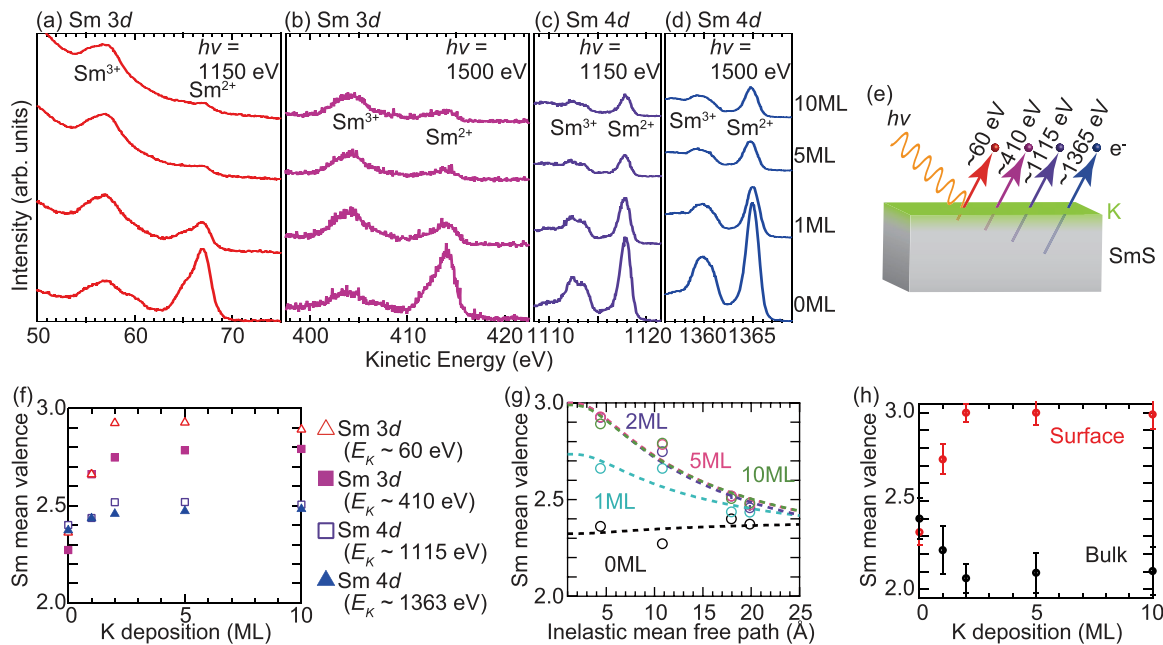 (a) Sm 3d
(b) Sm 3d
(c) Sm 4d
(d) Sm 4d
hν =
1150 eV
hν =
1500 eV
hν =
1150 eV
hν =
1500 eV
Sm3+
Sm2+
Sm3+
Sm2+
Sm3+
Sm2+
Sm3+
Sm2+
10ML
5ML
1ML
0ML
Intensity (arb. units)
50 60 70
400 410 420
1110 1120
1360 1365
Kinetic Energy (eV)
(e)
hν
~60 eV
~410 eV
~1115 eV
~1365 eV
e-
K
SmS
(f)
Sm mean valence
3.0
2.5
2.0
0 5 10
K deposition (ML)
Sm 3d
(EK ~ 60 eV)
Sm 3d
(EK ~ 410 eV)
Sm 4d
(EK ~ 1115 eV)
Sm 4d
(EK ~ 1363 eV)
(g)
Sm mean valence
3.0
2.5
2.0
2ML
5ML
10ML
1ML
0ML
5 10 15 20 25
Inelastic mean free path (Å)
(h)
Sm mean valence
3.0
2.5
2.0
Surface
Bulk
0 5 10
K deposition (ML)